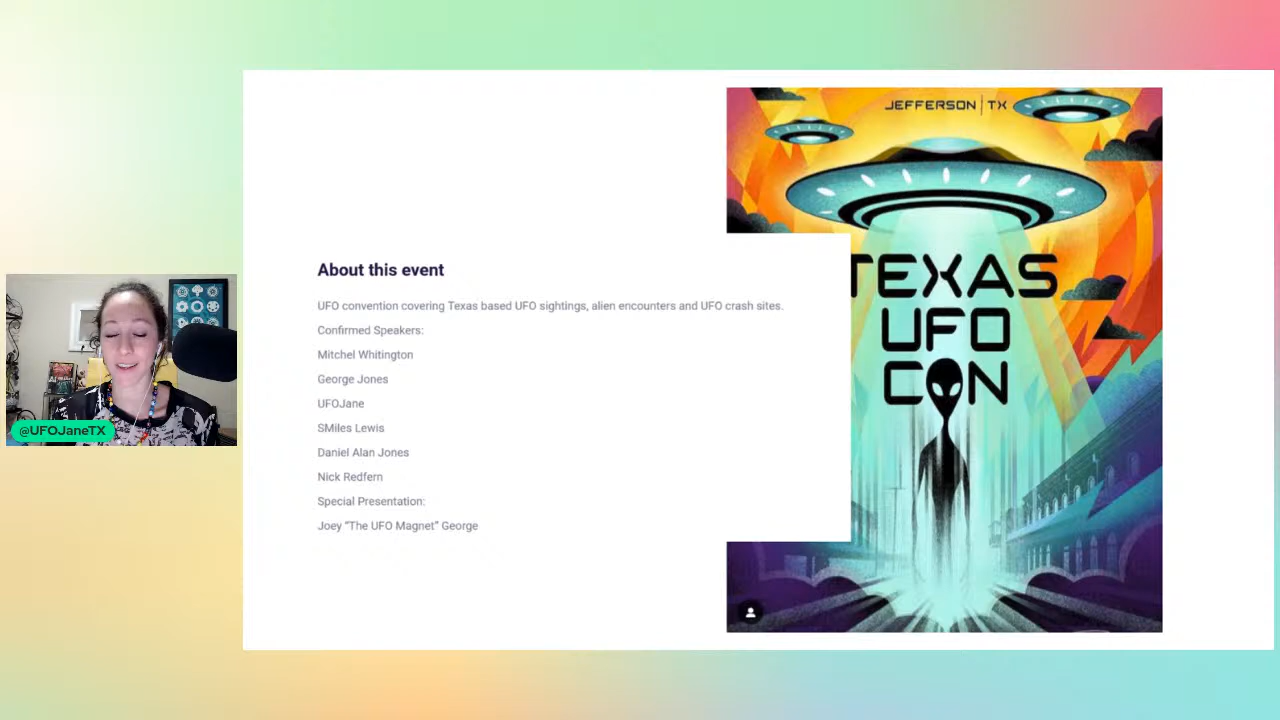 JEFFERSON | TX
TEXAS
UFO
CON
About this event
UFO convention covering Texas based UFO sightings, alien encounters and UFO crash sites.
Confirmed Speakers:
Mitchel Whitington
George Jones
UFOJane
SMiles Lewis
Daniel Alan Jones
Nick Redfern
Special Presentation:
Joey “The UFO Magnet” George
@UFOJaneTX